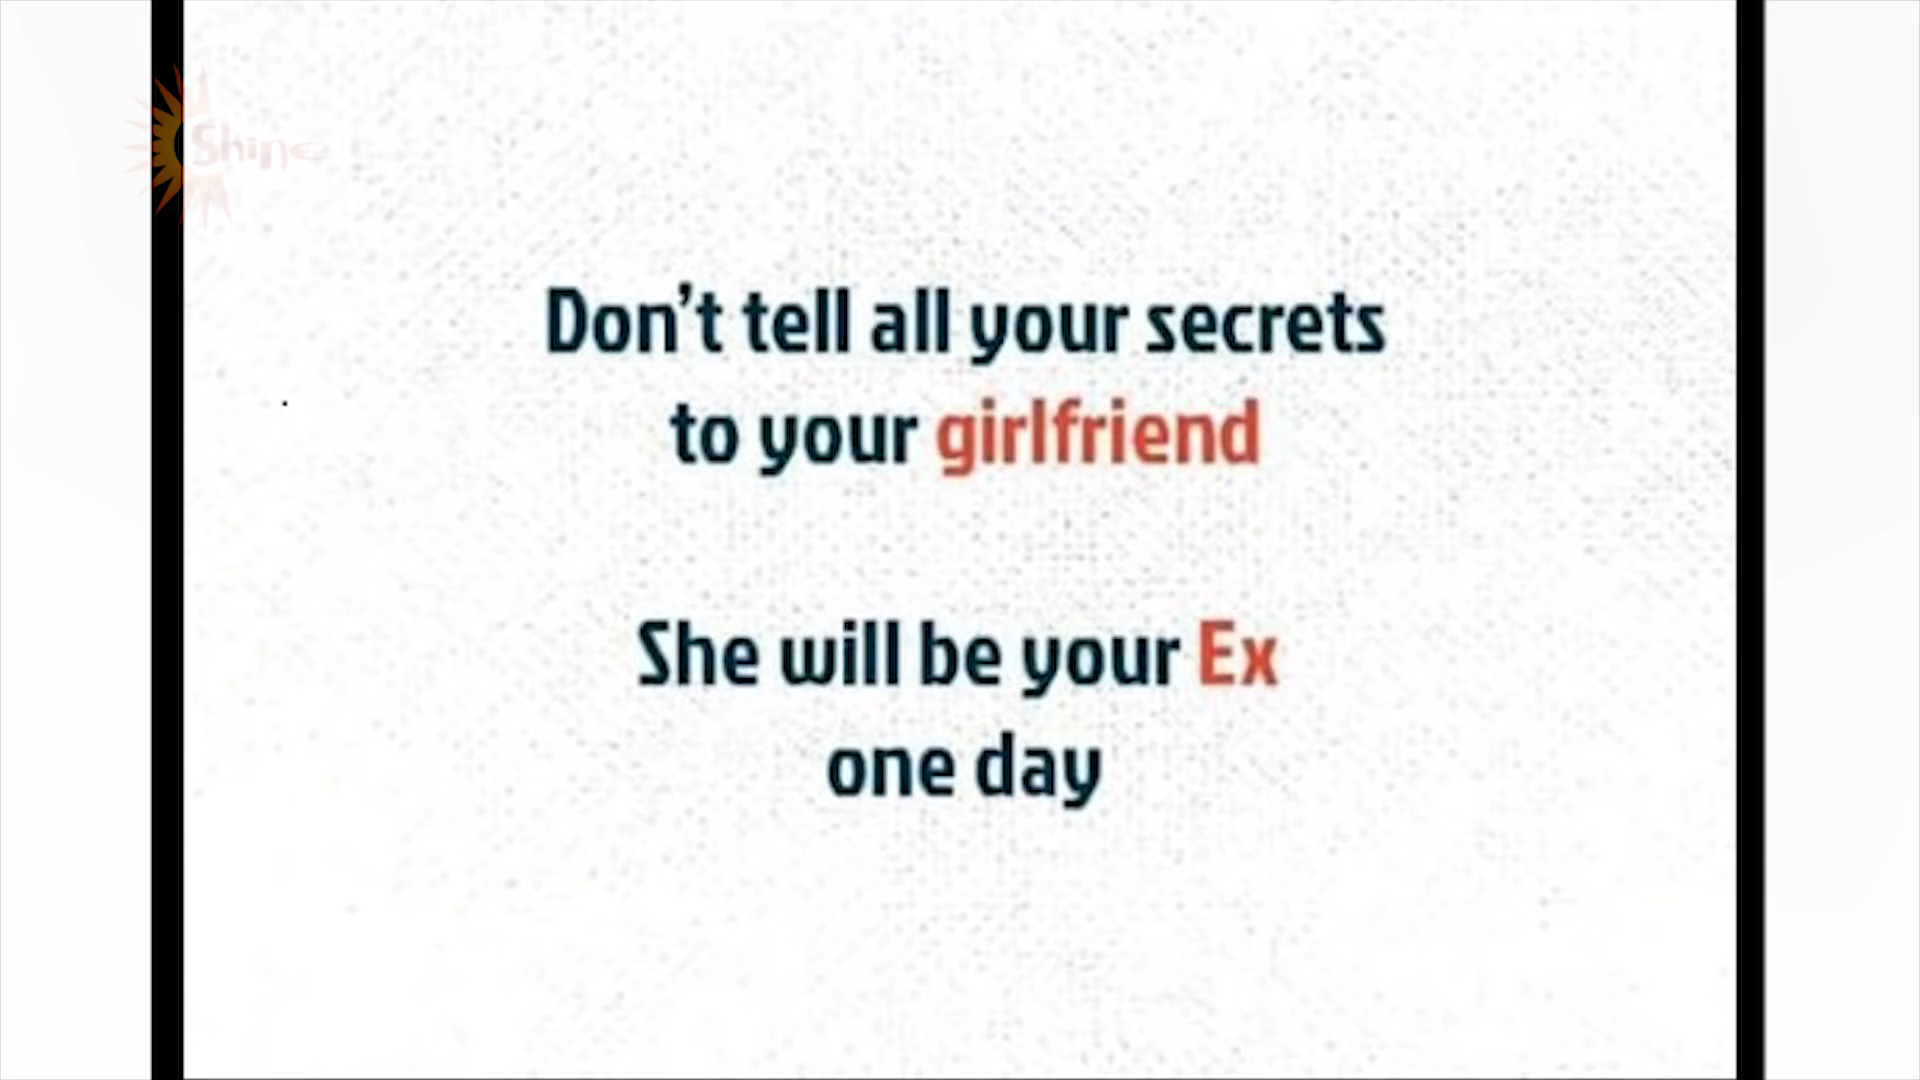 Shine
Don't tell all your secrets
to your girlfriend
She will be your Ex
one day